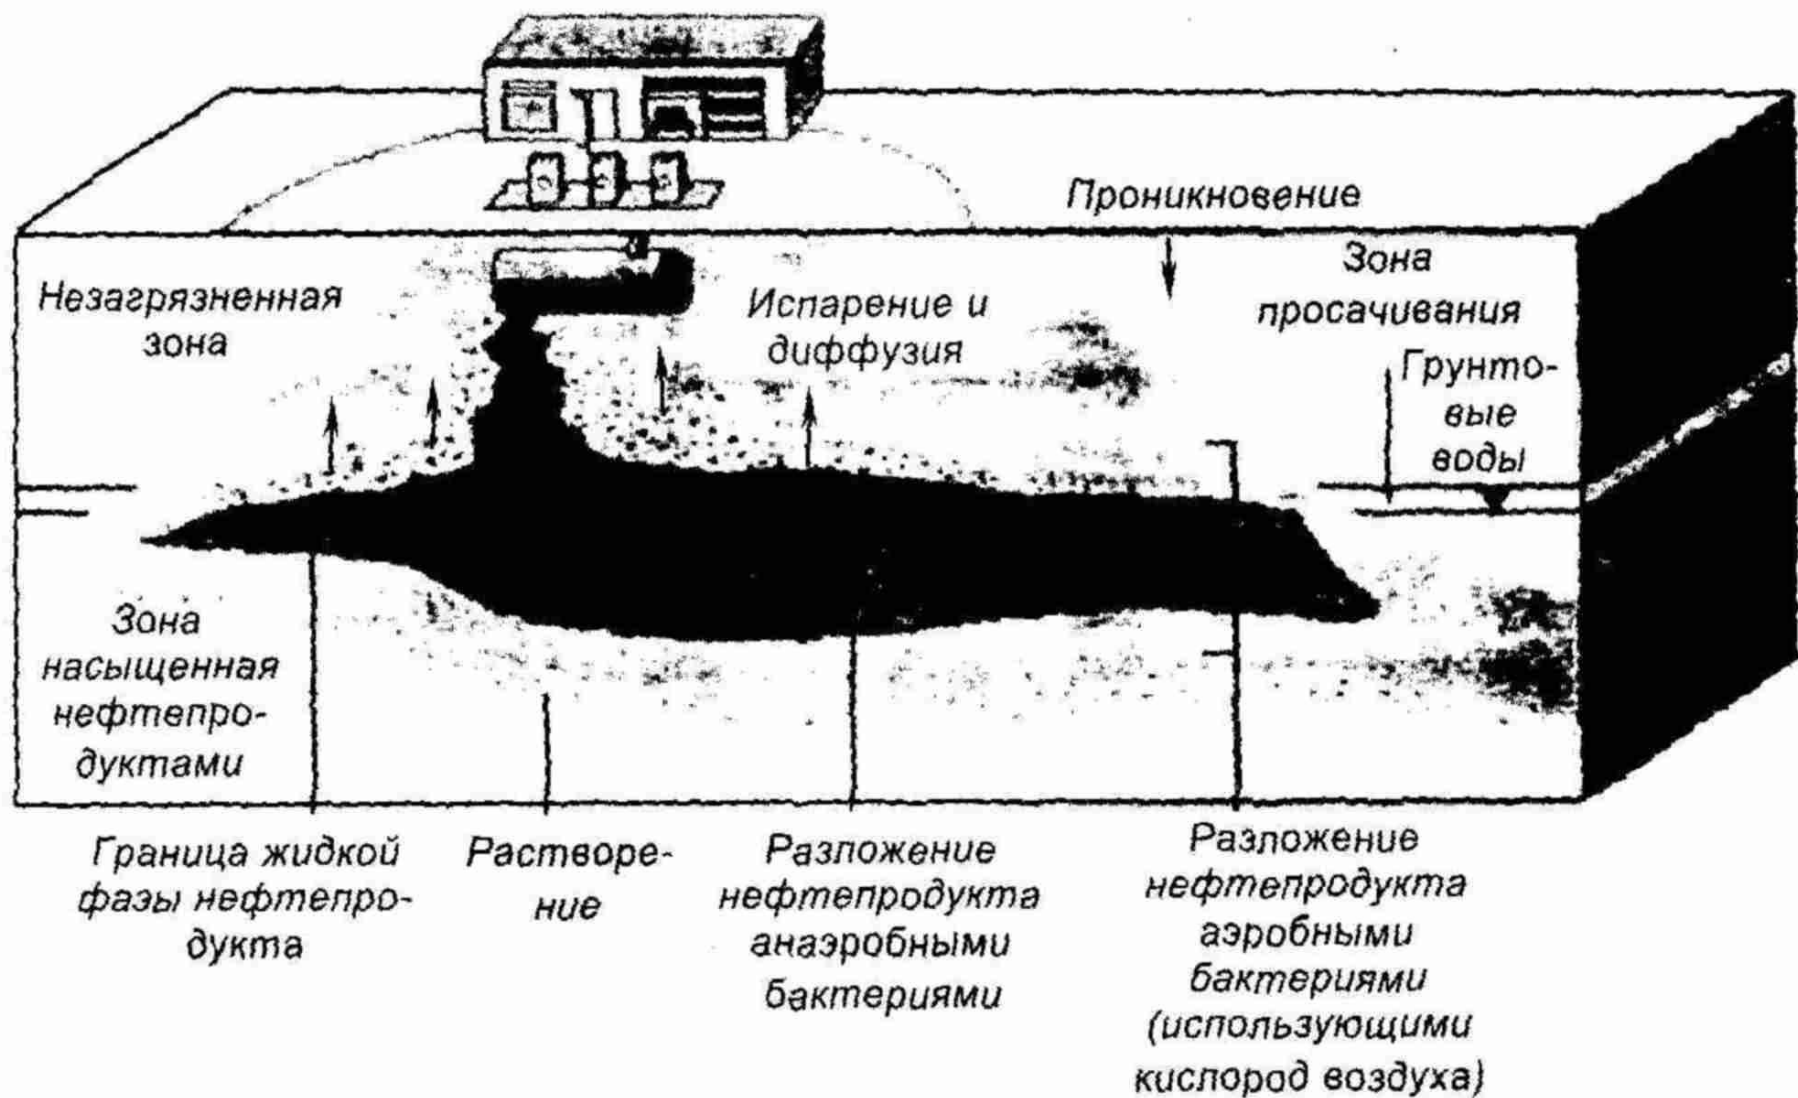 Проникновение
Незагрязненная
зона
Испарение и
диффузия
Зона
просачивания
Грунто-
вые
воды
Зона
насыщенная
нефтепро-
дуктами
Граница жидкой
фазы нефтепро-
дукта
Растворе-
ние
Разложение
нефтепродукта
анаэробными
бактериями
Разложение
нефтепродукта
аэробными
бактериями
(использующими
кислород воздуха)